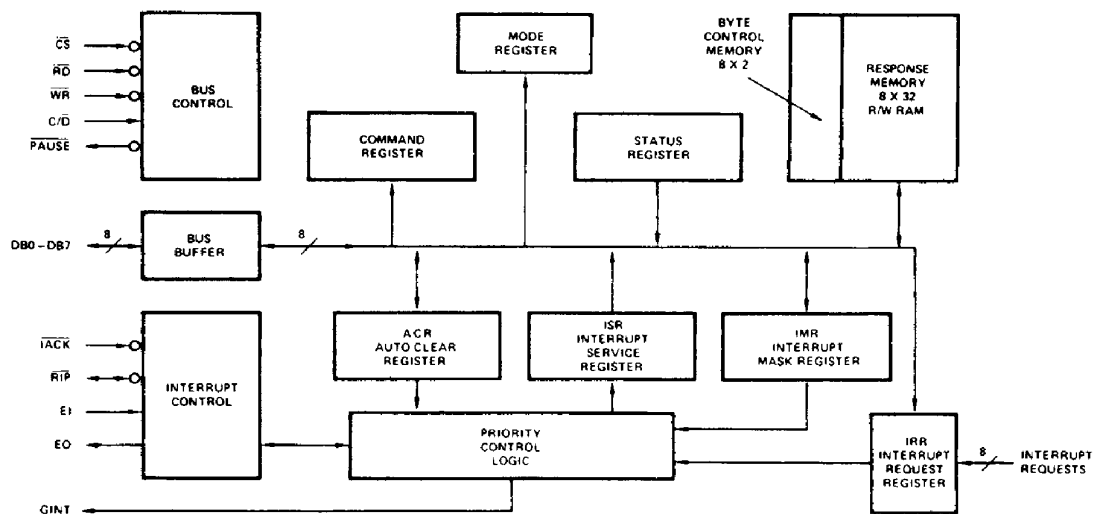 CS
RD
WR
C/D
PAUSE
BUS
CONTROL
MODE
REGISTER
BYTE
CONTROL
MEMORY
8 X 2
RESPONSE
MEMORY
8 X 32
R/W RAM
COMMAND
REGISTER
STATUS
REGISTER
DB0-DB7
8
BUS
BUFFER
8
IACK
RIP
EI
EO
INTERRUPT
CONTROL
ACR
AUTO CLEAR
REGISTER
ISR
INTERRUPT
SERVICE
REGISTER
IMR
INTERRUPT
MASK REGISTER
PRIORITY
CONTROL
LOGIC
IRR
INTERRUPT
REQUEST
REGISTER
8
INTERRUPT
REQUESTS
GINT